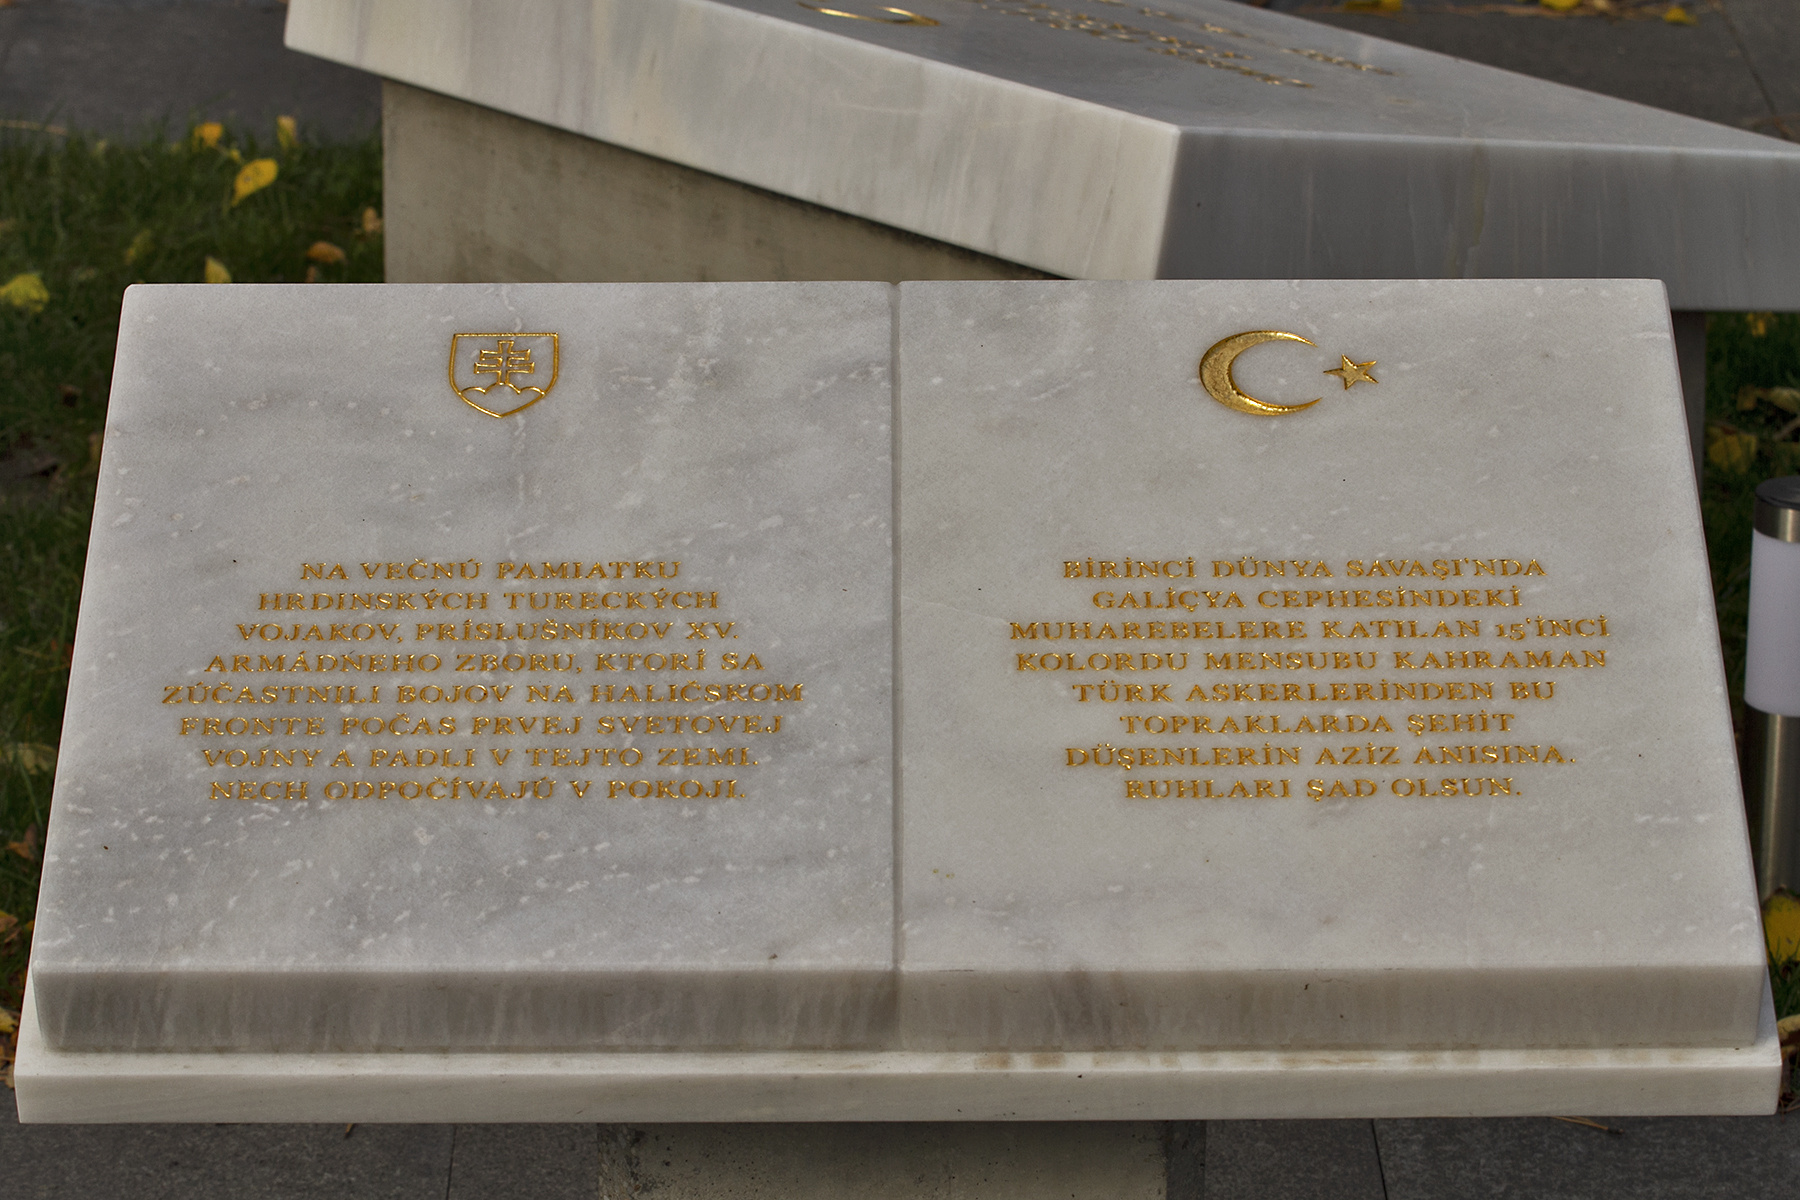 NA VEČNÚ PAMIATKU
HRDINSKÝCH TURECKÝCH
VOJAKOV, PRÍSLUŠNÍKOV XV.
ARMÁDNEHO ZBORU, KTORÍ SA
ZÚČASTNILI BOJOV NA HALIČSKOM
FRONTE POČAS PRVEJ SVETOVEJ
VOJNY A PADLI V TEJTO ZEMI.
NECH ODPOČÍVAJÚ V POKOJI.
BİRİNCİ DÜNYA SAVAŞI'NDA
GALİÇYA CEPHESİNDEKİ
MUHAREBELERE KATILAN 15'İNCİ
KOLORDU MENSUBU KAHRAMAN
TÜRK ASKERLERİNDEN BU
TOPRAKLARDA ŞEHİT
DÜŞENLERİN AZİZ ANISINA.
RUHLARI ŞAD OLSUN.